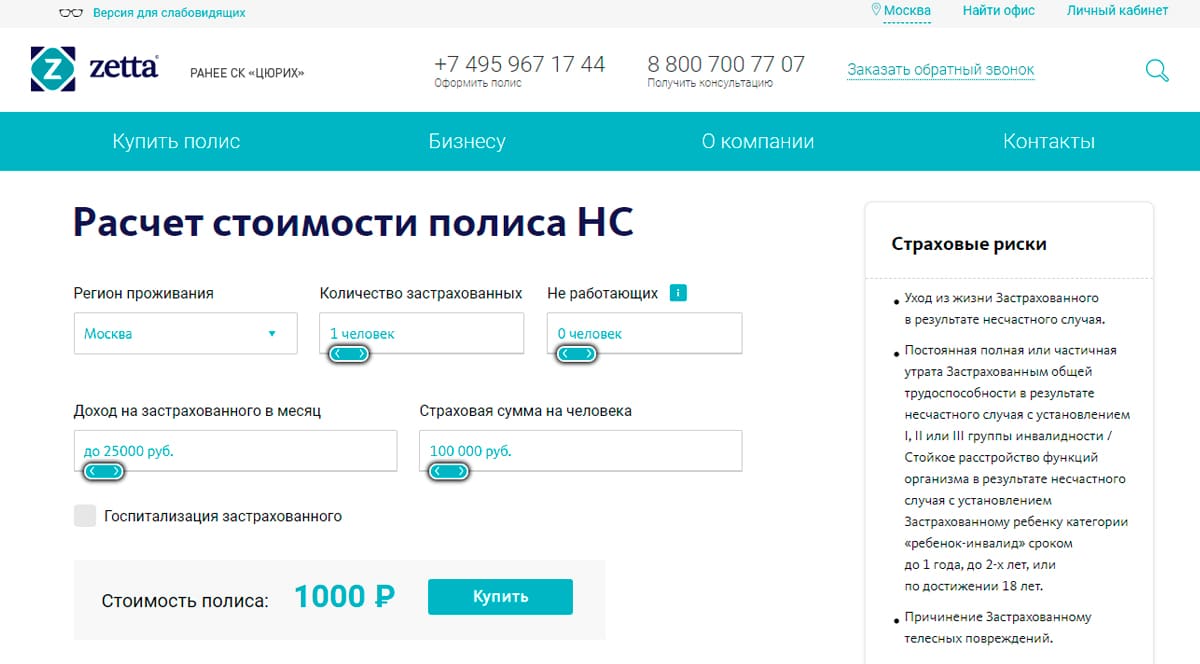 Версия для слабовидящих
Москва
Найти офис
Личный кабинет
Z zetta®
РАНЕЕ СК «ЦЮРИХ»
+7 495 967 17 44
Оформить полис
8 800 700 77 07
Получить консультацию
Заказать обратный звонок
Купить полис
Бизнесу
О компании
Контакты
Расчет стоимости полиса НС
Регион проживания
Количество застрахованных
Не работающих i
Москва
1 человек
0 человек
Доход на застрахованного в месяц
Страховая сумма на человека
до 25000 руб.
100 000 руб.
Госпитализация застрахованного
Стоимость полиса: 1000 ₽
Купить
Страховые риски
• Уход из жизни Застрахованного
в результате несчастного случая.
• Постоянная полная или частичная
утрата Застрахованным общей
трудоспособности в результате
несчастного случая с установлением
I, II или III группы инвалидности /
Стойкое расстройство функций
организма в результате несчастного
случая с установлением
Застрахованному ребенку категории
«ребенок-инвалид» сроком
до 1 года, до 2-х лет, или
по достижении 18 лет.
• Причинение Застрахованному
телесных повреждений.